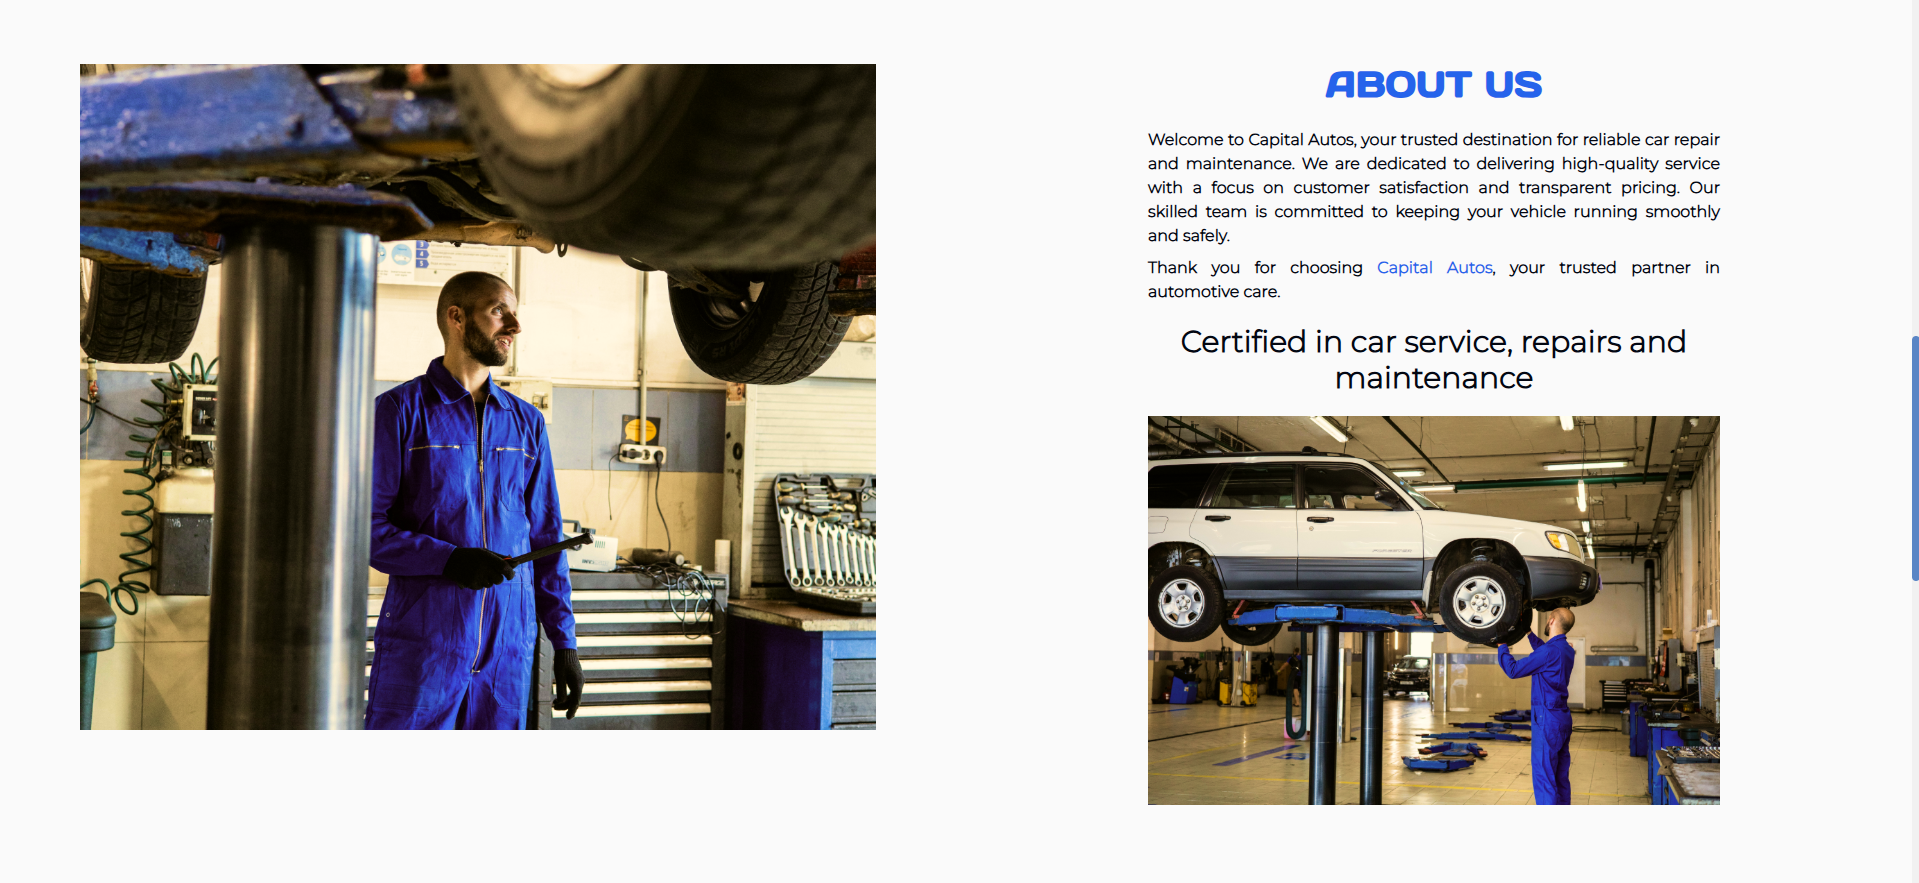 ABOUT US
Welcome to Capital Autos, your trusted destination for reliable car repair
and maintenance. We are dedicated to delivering high-quality service
with a focus on customer satisfaction and transparent pricing. Our
skilled team is committed to keeping your vehicle running smoothly
and safely.
Thank you for choosing Capital Autos, your trusted partner in
automotive care.
Certified in car service, repairs and
maintenance